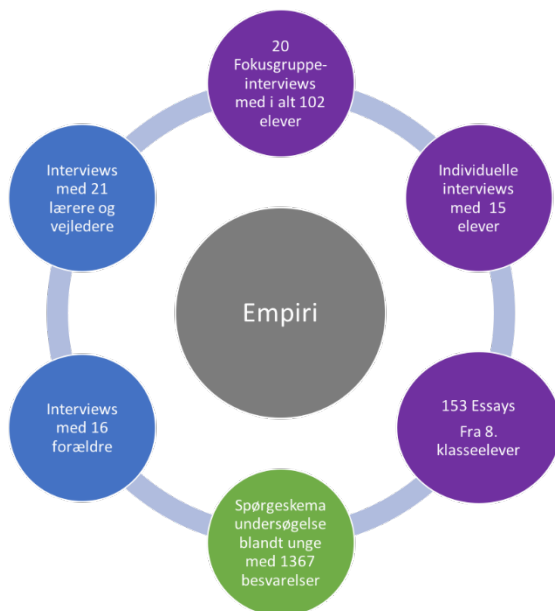 20
Fokusgruppe-
interviews
med i alt 102
elever
Interviews
med 21
lærere og
vejledere
Individuelle
interviews
med 15
elever
Empiri
Interviews
med 16
forældre
153 Essays
Fra 8.
klasseelever
Spørgeskema
undersøgelse
blandt unge
med 1367
besvarelser